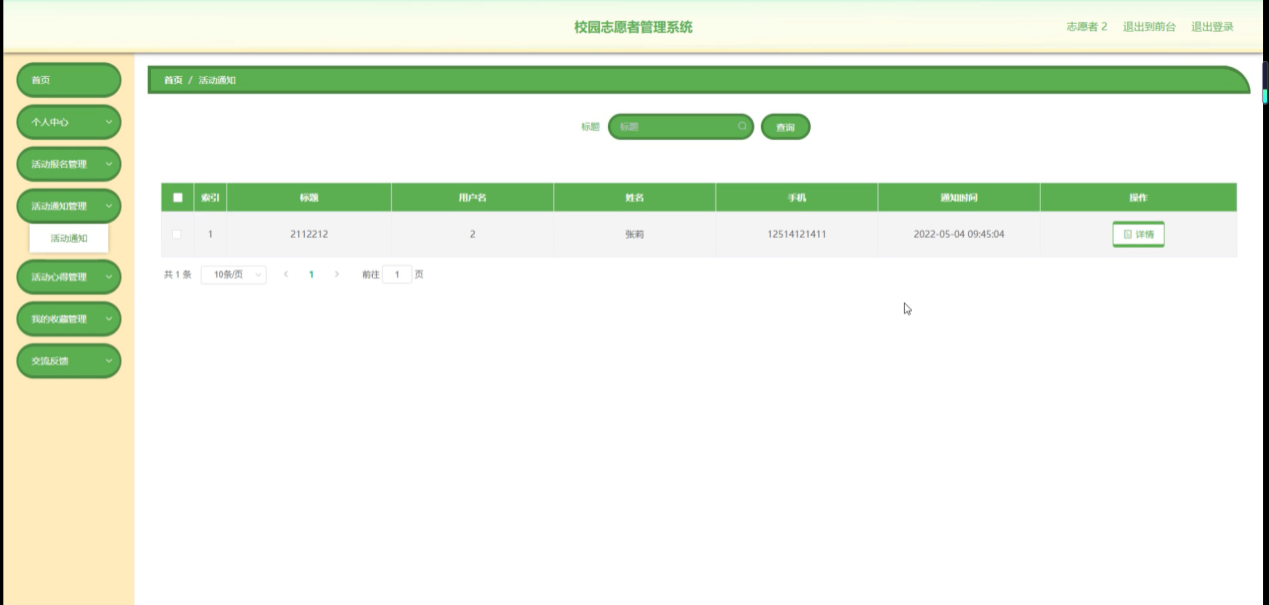 校园志愿者管理系统
志愿者 2 退出到前台 退出登录
首页
个人中心
活动报名管理
活动通知管理
活动通知
活动心得管理
我的收藏管理
交流反馈
首页 / 活动通知
标题 标题 查询
索引 标题 用户名 姓名 手机 通知时间 操作
1 2112212 2 张莉 12514121411 2022-05-04 09:45:04 详情
共 1 条 10条/页 1 前往 1 页